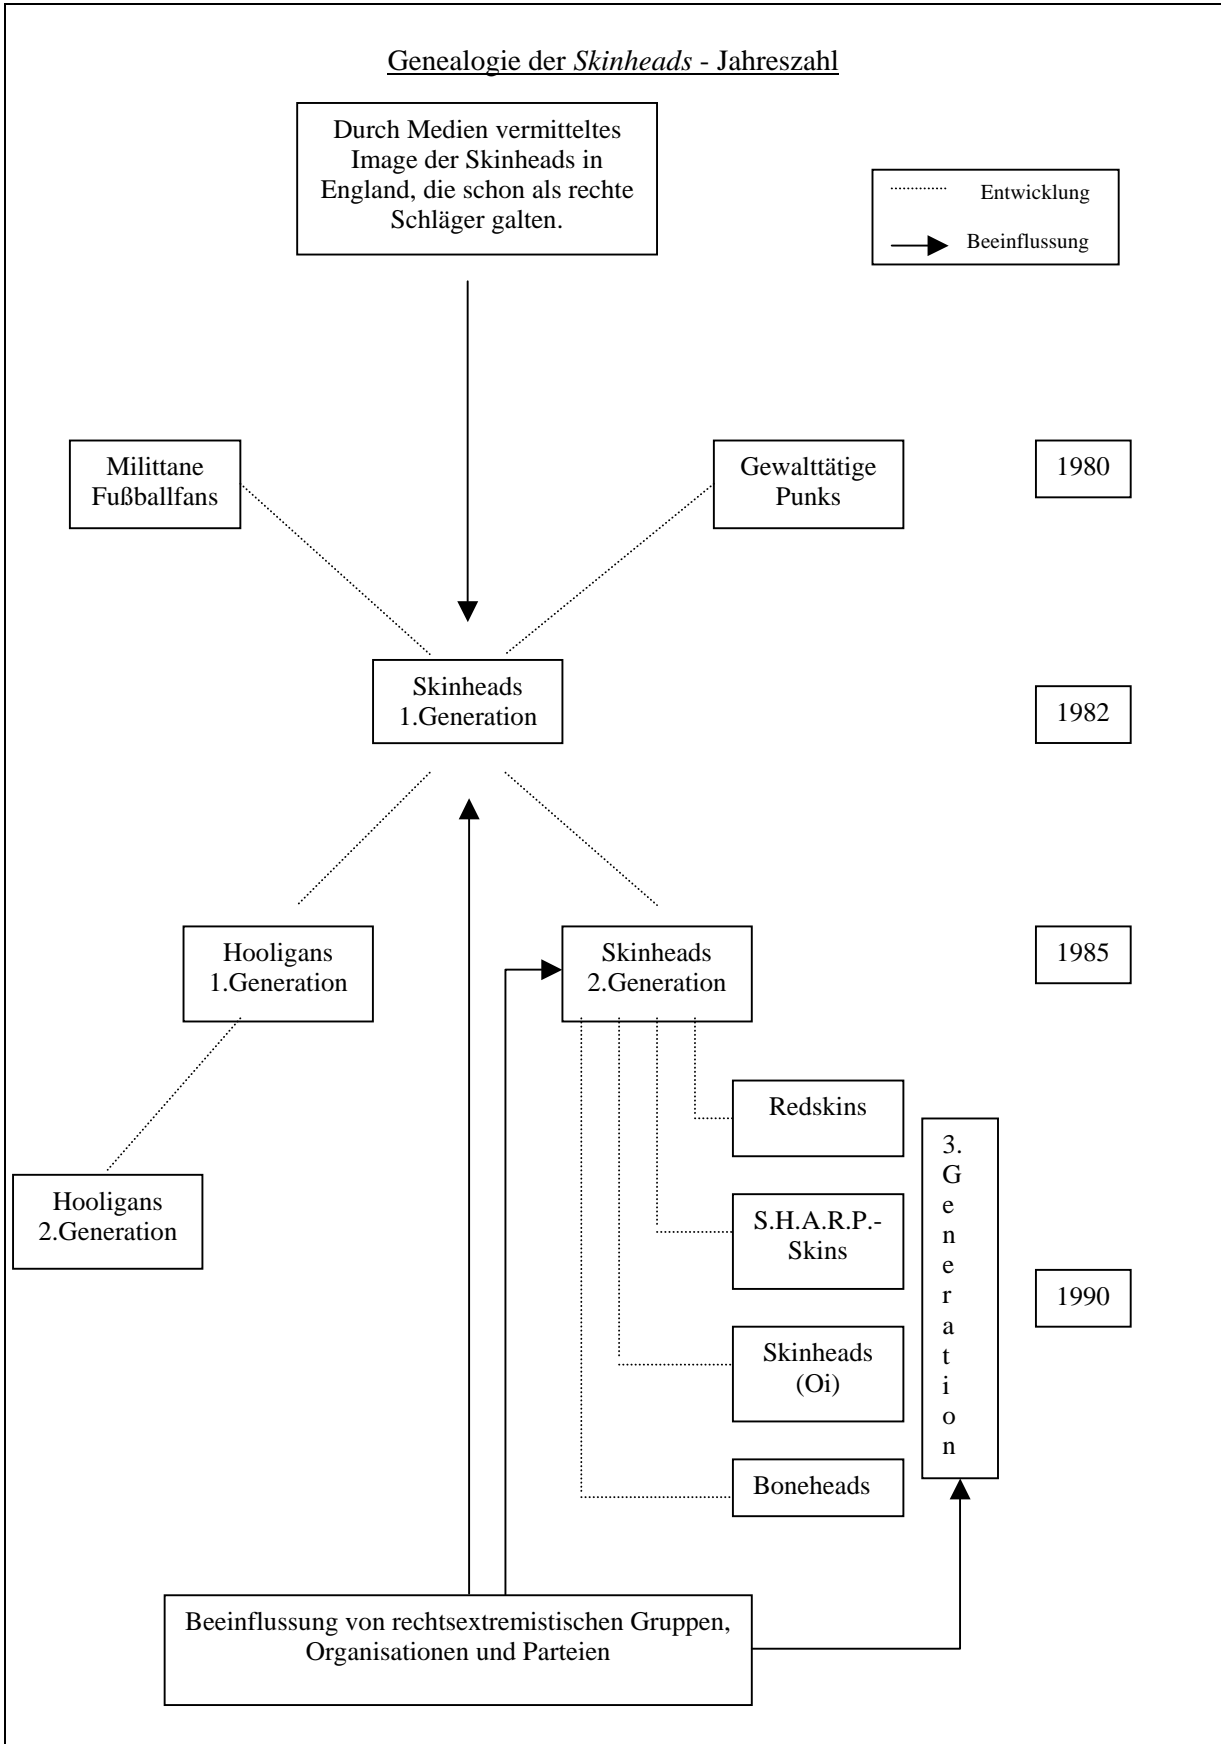 Genealogie der Skinheads - Jahreszahl
Durch Medien vermitteltes
Image der Skinheads in
England, die schon als rechte
Schläger galten.
Entwicklung
Beeinflussung
Milittane
Fußballfans
Gewalttätige
Punks
1980
Skinheads
1.Generation
1982
Hooligans
1.Generation
Skinheads
2.Generation
1985
Redskins
3.
G
e
n
e
r
a
t
i
o
n
Hooligans
2.Generation
S.H.A.R.P.-
Skins
1990
Skinheads
(Oi)
Boneheads
Beeinflussung von rechtsextremistischen Gruppen,
Organisationen und Parteien